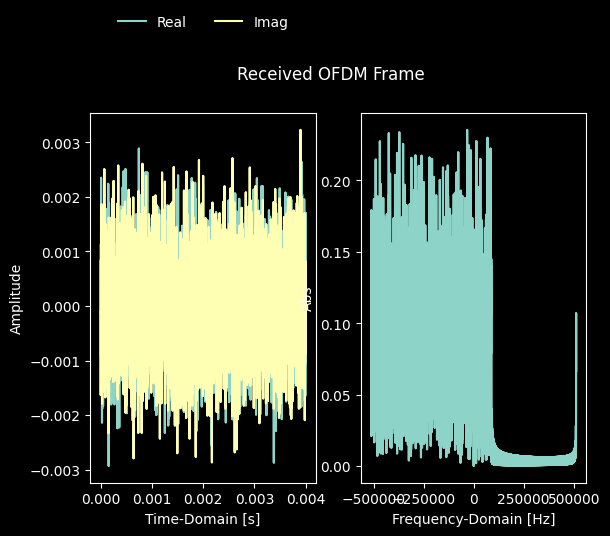 Real Imag
Received OFDM Frame
Amplitude
0.003
0.002
0.001
0.000
−0.001
−0.002
−0.003
0.000 0.001 0.002 0.003 0.004
Time-Domain [s]
Abs
0.20
0.15
0.10
0.05
0.00
−500000 −250000 0 250000 500000
Frequency-Domain [Hz]